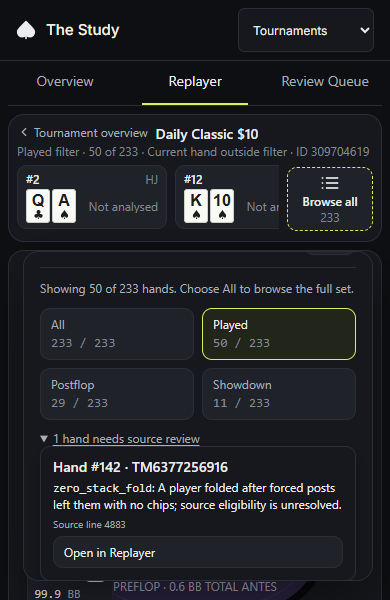 The Study
Tournaments
Overview
Replayer
Review Queue
Tournament overview Daily Classic $10
Played filter · 50 of 233 · Current hand outside filter · ID 309704619
#2 HJ
Q A Not analysed
#12
K 10
Browse all
233
Showing 50 of 233 hands. Choose All to browse the full set.
All
233 / 233
Played
50 / 233
Postflop
29 / 233
Showdown
11 / 233
▼ 1 hand needs source review
Hand #142 · TM6377256916
zero_stack_fold: A player folded after forced posts
left them with no chips; source eligibility is unresolved.
Source line 4883
Open in Replayer
PREFLOP · 0.6 BB TOTAL ANTES
99.9 BB